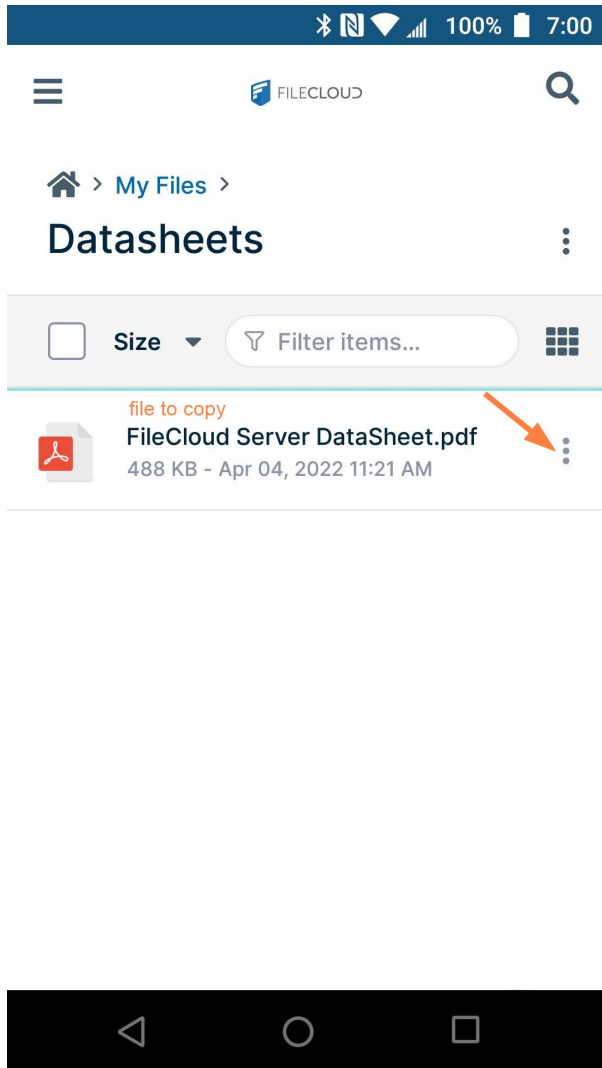 100% 7:00
FILECLOUD
My Files
Datasheets
Size
Filter items...
file to copy
FileCloud Server DataSheet.pdf
488 KB - Apr 04, 2022 11:21 AM